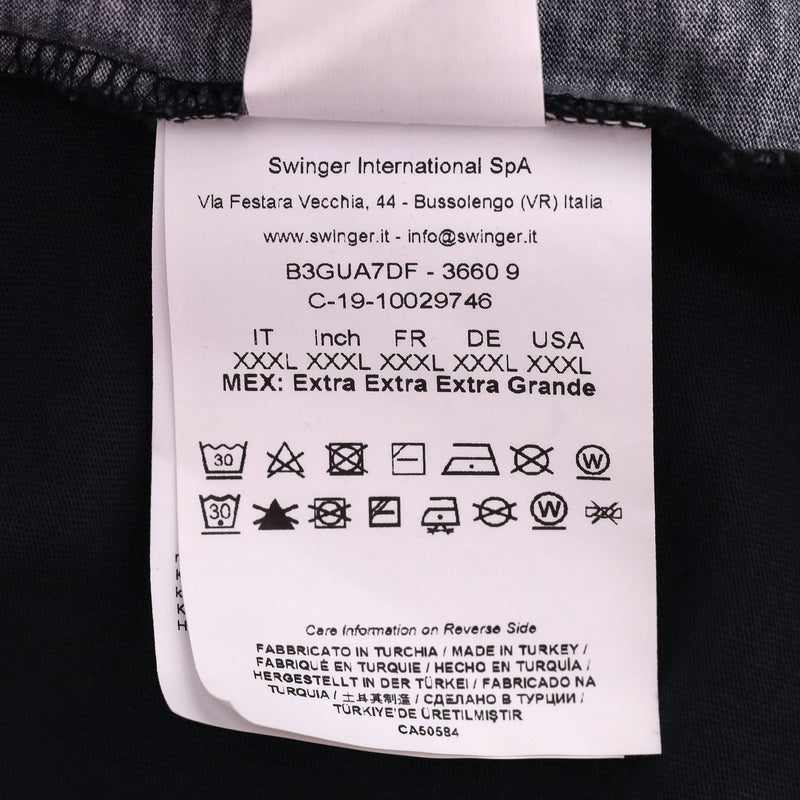 Swinger International SpA
VIa Festara Vecchia, 44 - Bussolengo (VR) Italia
www.swinger.it - info@swinger.it
B3GUA7DF - 3660 9
C-19-10029746
IT Inch FR DE USA
XXXL XXXL XXXL XXXL XXXL
MEX: Extra Extra Extra Grande
30 W
30 W
Care Information on Reverse Side
FABBRICATO IN TURCHIA / MADE IN TURKEY /
FABRIQUÉ EN TURQUIE / HECHO EN TURQUÍA /
HERGESTELLT IN DER TÜRKEI / FABRICADO NA
TURQUIA / 土耳其制造 / СДЕЛАНО В ТУРЦИИ /
TÜRKİYE'DE ÜRETİLMİŞTİR
CA50584